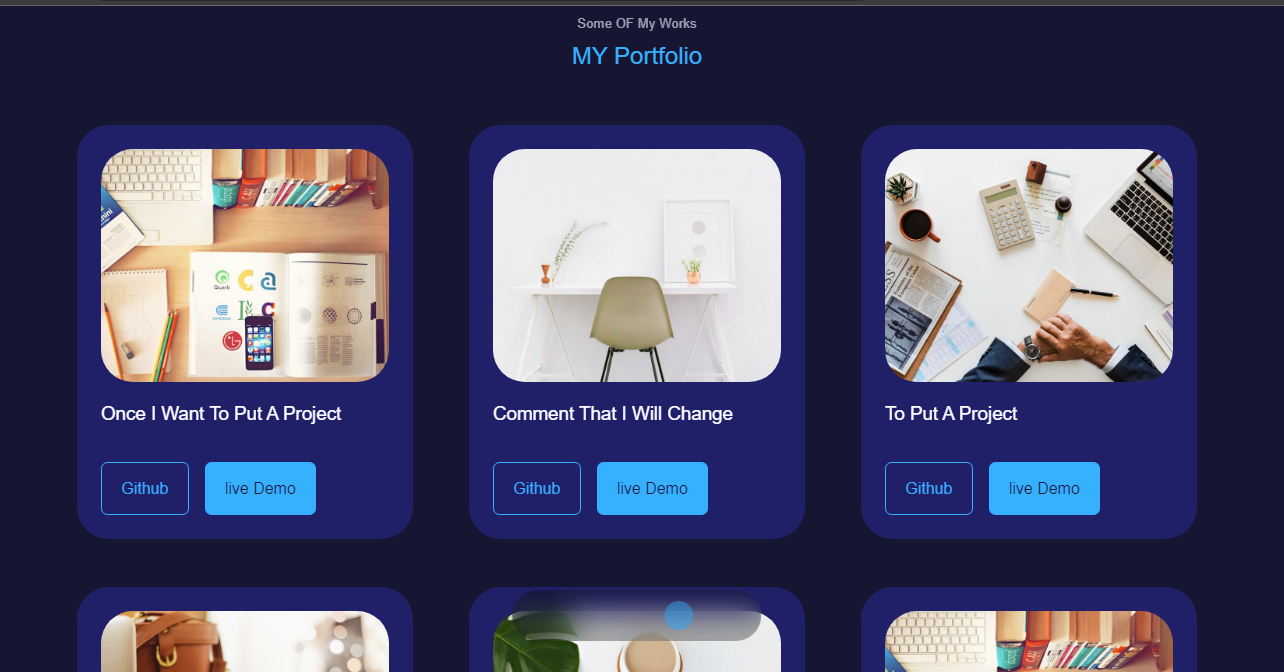 Some OF My Works
MY Portfolio
Once I Want To Put A Project
Github
live Demo
Comment That I Will Change
Github
live Demo
To Put A Project
Github
live Demo